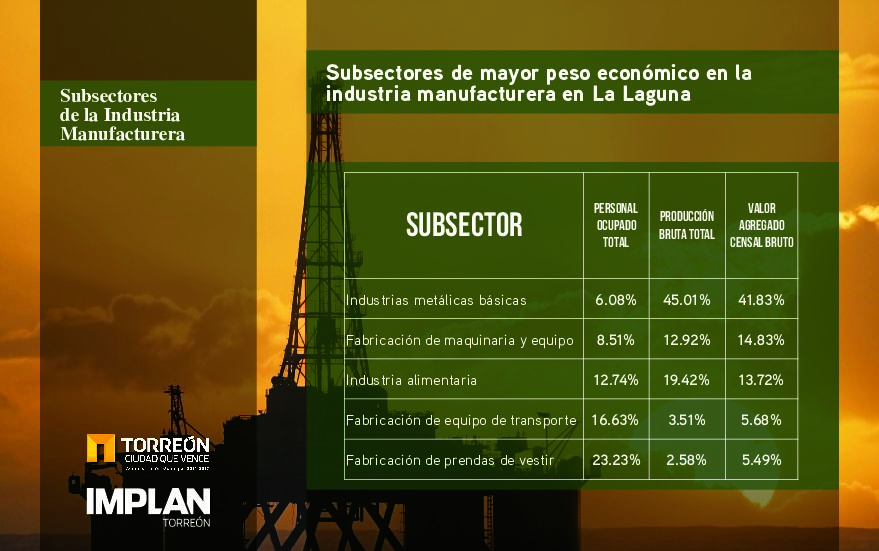 Subsectores de mayor peso económico en la
industria manufacturera en La Laguna
Subsectores
de la Industria
Manufacturera
SUBSECTOR
PERSONAL
OCUPADO
TOTAL
PRODUCCIÓN
BRUTA TOTAL
VALOR
AGREGADO
CENSAL BRUTO
Industrias metálicas básicas 6.08% 45.01% 41.83%
Fabricación de maquinaria y equipo 8.51% 12.92% 14.83%
Industria alimentaria 12.74% 19.42% 13.72%
Fabricación de equipo de transporte 16.63% 3.51% 5.68%
Fabricación de prendas de vestir 23.23% 2.58% 5.49%
TORREÓN
CIUDAD QUE VENCE
IMPLAN
TORREÓN